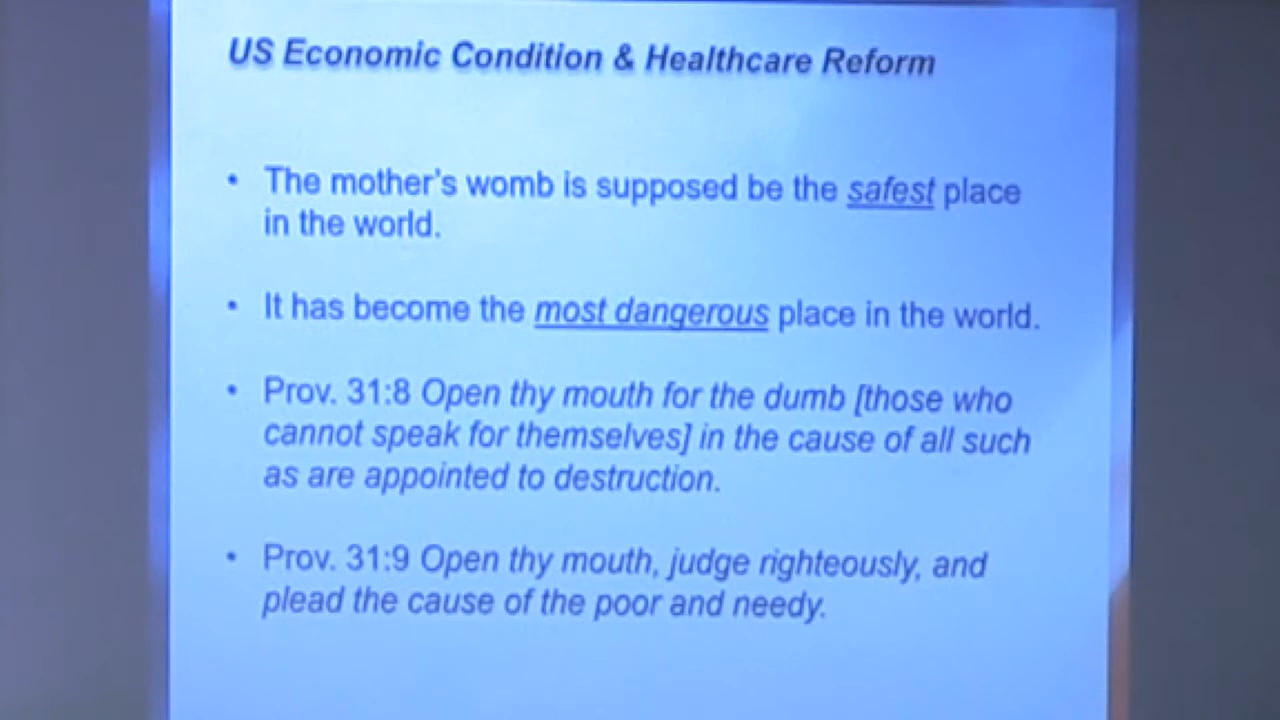 US Economic Condition & Healthcare Reform
• The mother's womb is supposed be the safest place
in the world.
• It has become the most dangerous place in the world.
• Prov. 31:8 Open thy mouth for the dumb [those who
cannot speak for themselves] in the cause of all such
as are appointed to destruction.
• Prov. 31:9 Open thy mouth, judge righteously, and
plead the cause of the poor and needy.